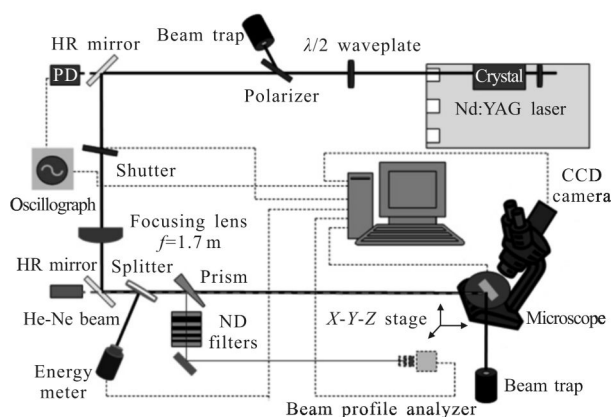 Beam trap
HR mirror
λ/2 waveplate
PD
Crystal
Polarizer
Nd:YAG laser
Shutter
Oscillograph
CCD
camera
Focusing lens
f=1.7 m
HR mirror
Splitter
Prism
He-Ne beam
ND
filters
X-Y-Z stage
Microscope
Energy
meter
Beam trap
Beam profile analyzer